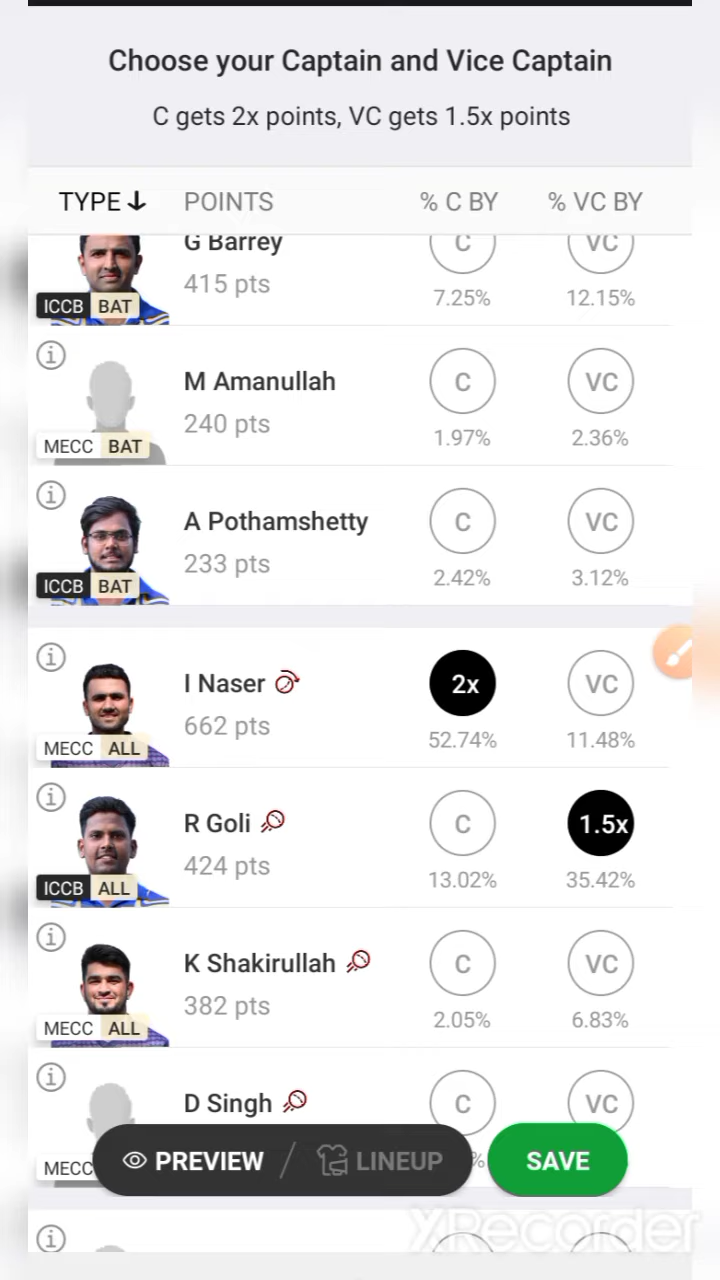 Choose your Captain and Vice Captain
C gets 2x points, VC gets 1.5x points
TYPE POINTS % C BY % VC BY
G Barrey C VC
415 pts
7.25% 12.15%
ICCB BAT
M Amanullah C VC
240 pts
1.97% 2.36%
MECC BAT
A Pothamshetty C VC
233 pts
2.42% 3.12%
ICCB BAT
I Naser 2x VC
662 pts
52.74% 11.48%
MECC ALL
R Goli C 1.5x
424 pts
13.02% 35.42%
ICCB ALL
K Shakirullah C VC
382 pts
2.05% 6.83%
MECC ALL
D Singh C VC
MECC PREVIEW / LINEUP % SAVE
XRecorder